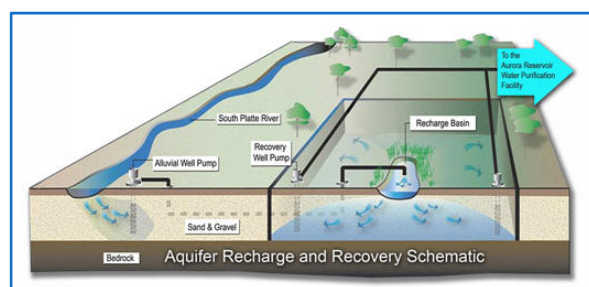 To the
Aurora Reservoir
Water Purification
Facility
South Platte River
Recharge Basin
Recovery
Well Pump
Alluvial Well Pump
Sand & Gravel
Bedrock
Aquifer Recharge and Recovery Schematic